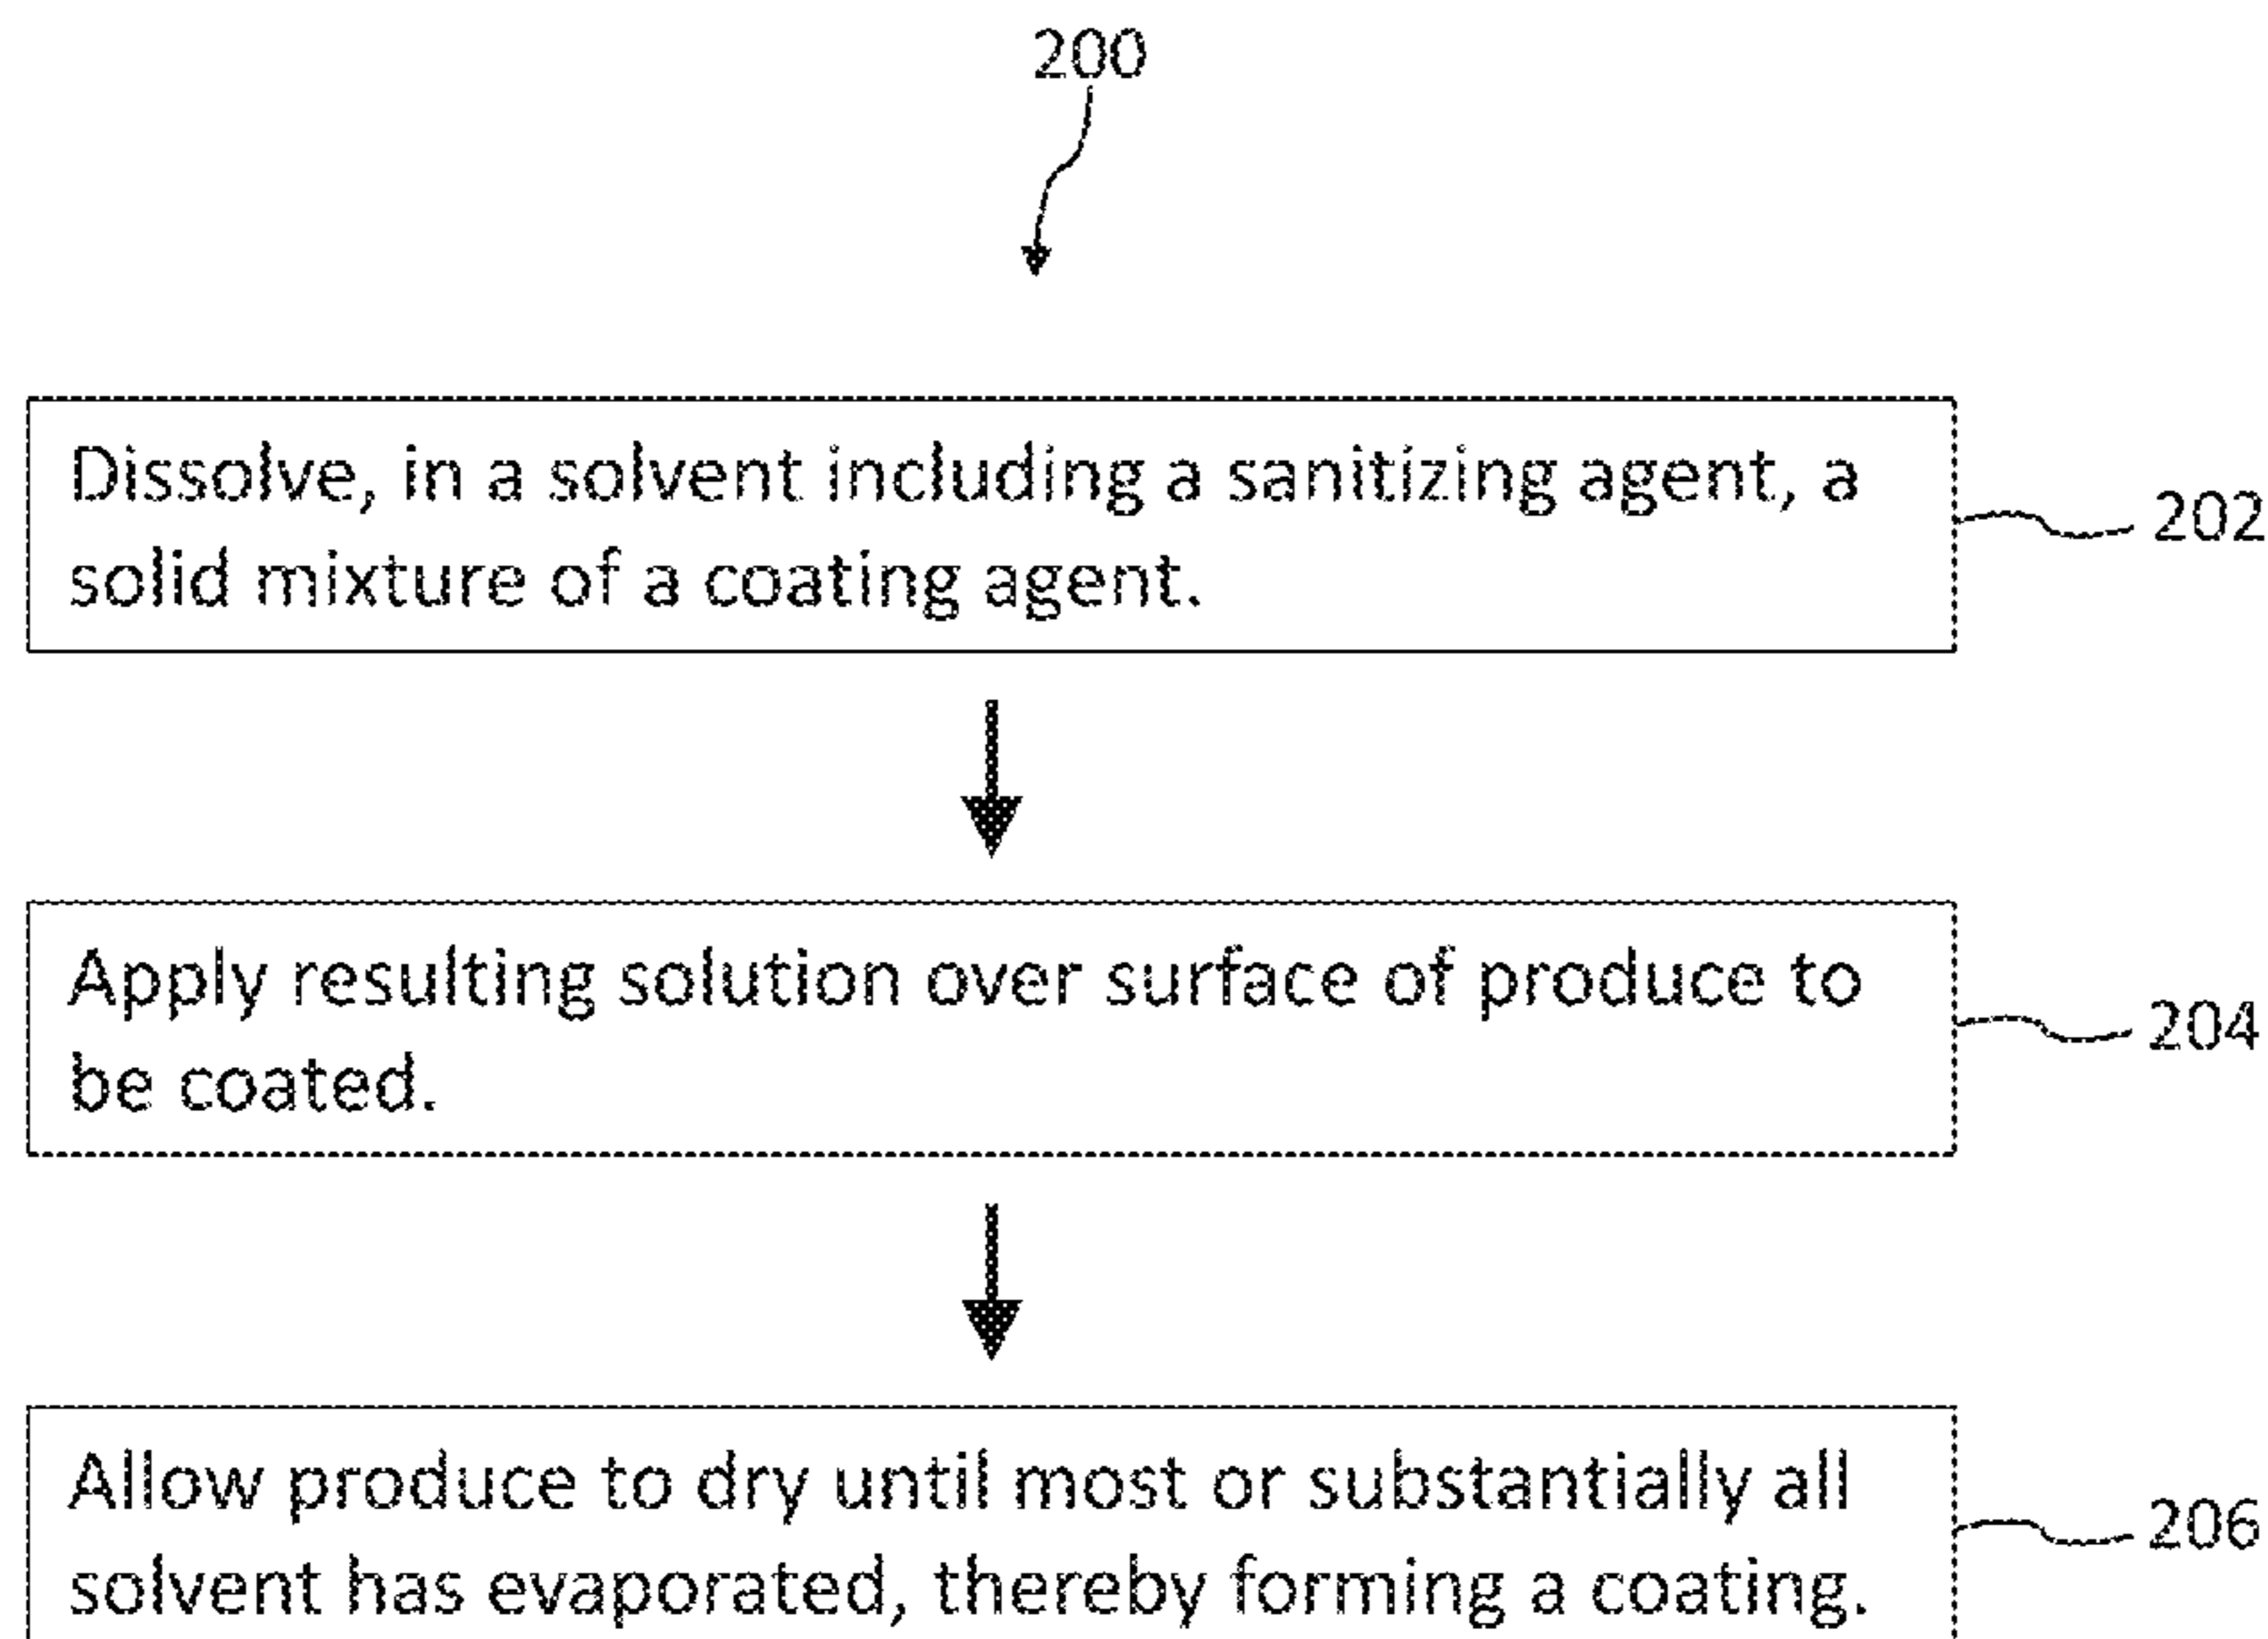 200
Dissolve, in a solvent including a sanitizing agent, a
solid mixture of a coating agent.
202
Apply resulting solution over surface of produce to
be coated.
204
Allow produce to dry until most or substantially all
solvent has evaporated, thereby forming a coating.
206